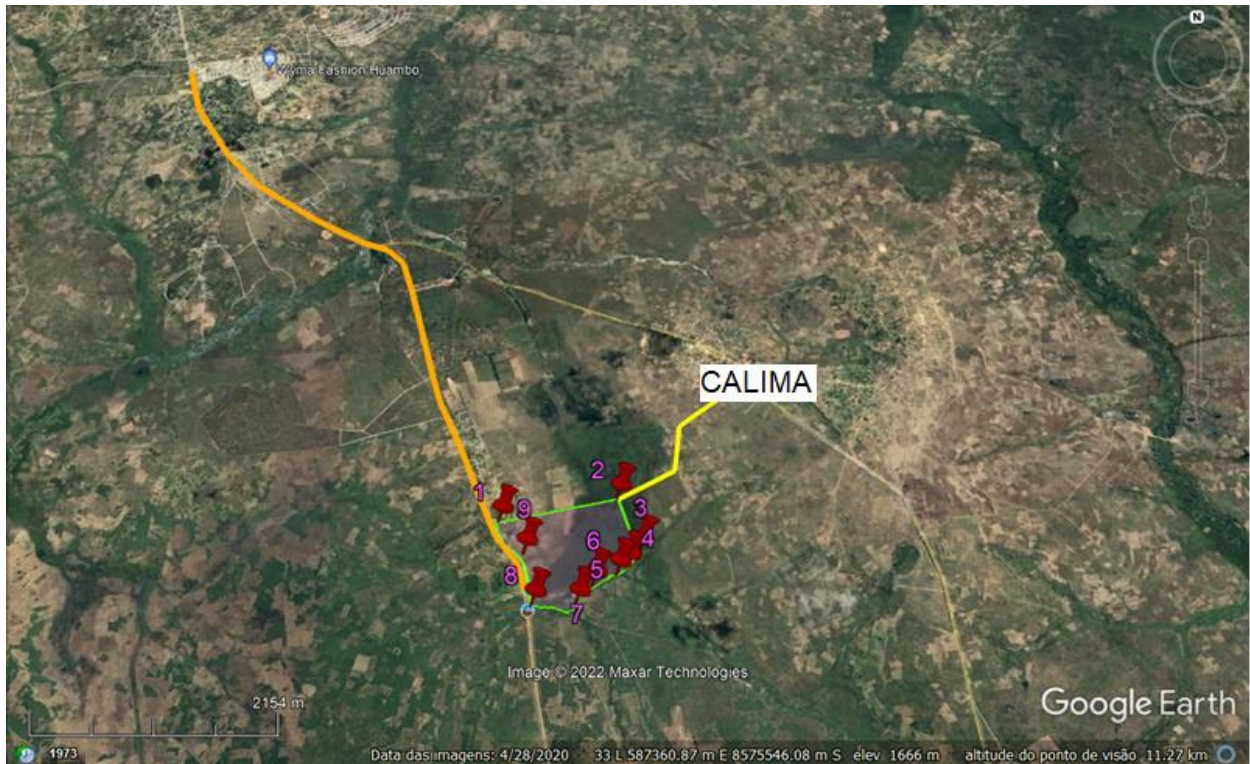 N
Wyma Fashion Huambo
CALIMA
2
1
9
3
6
4
8
5
7
Image © 2022 Maxar Technologies
2154 m
Google Earth
1973
Data das imagens: 4/28/2020 33 L 587360.87 m E 8575546.08 m S elev 1666 m altitude do ponto de visão 11.27 km